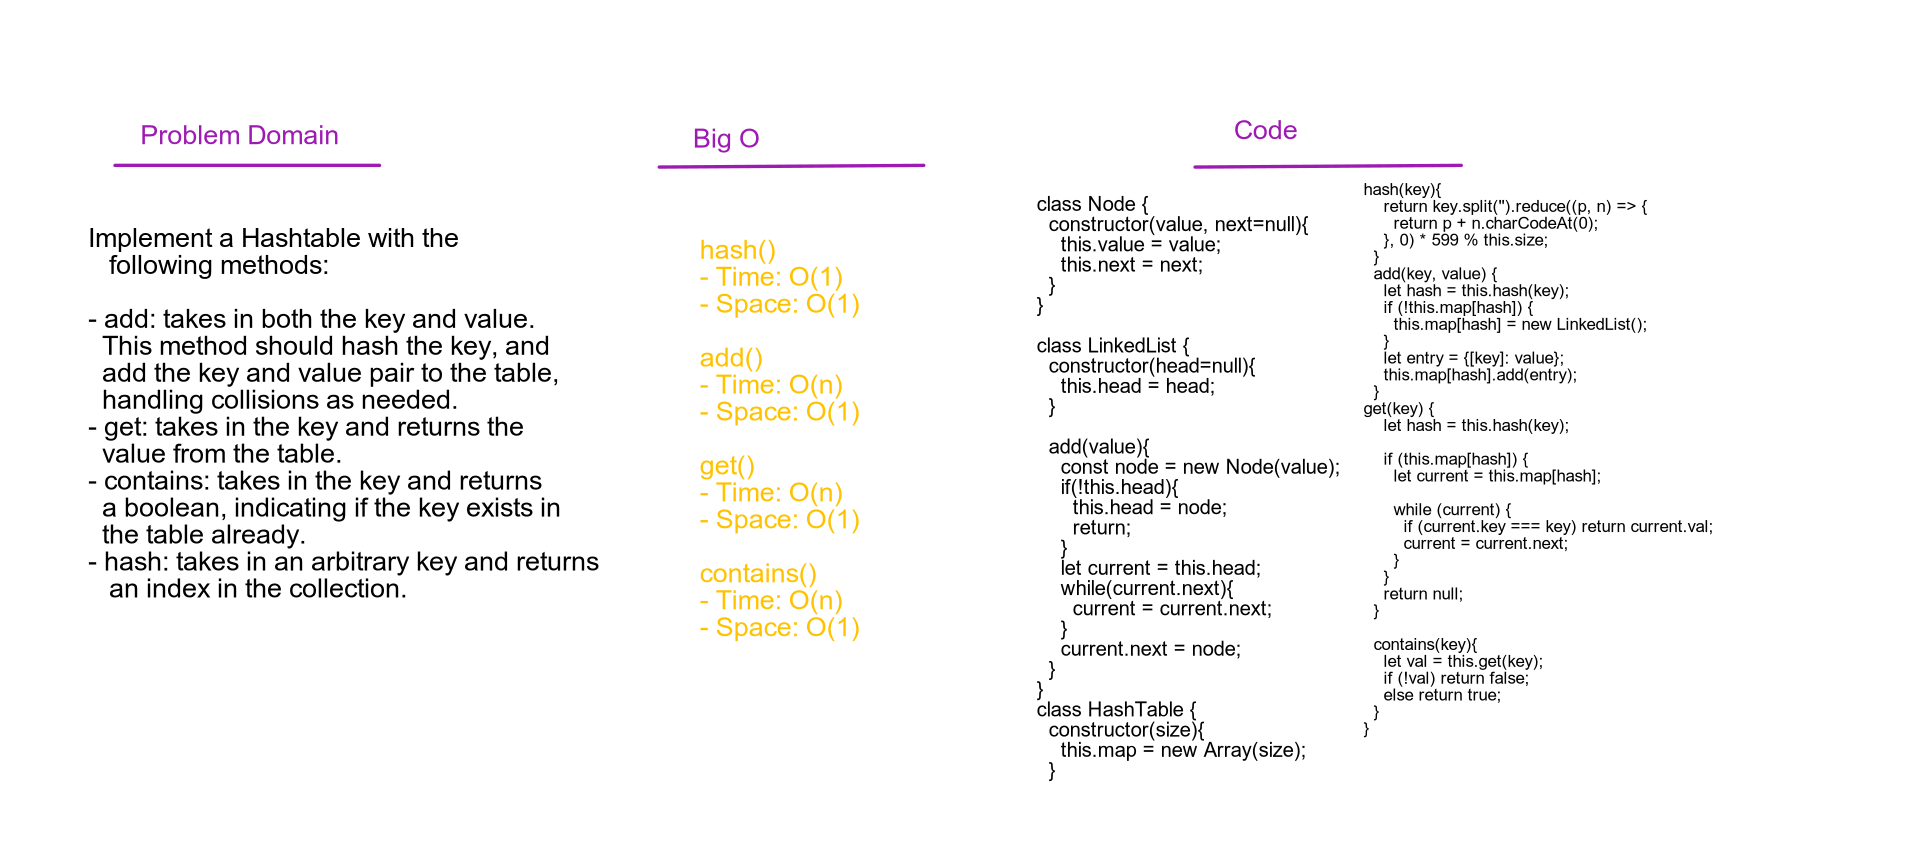 Problem Domain
Implement a Hashtable with the
following methods:
- add: takes in both the key and value.
This method should hash the key, and
add the key and value pair to the table,
handling collisions as needed.
- get: takes in the key and returns the
value from the table.
- contains: takes in the key and returns
a boolean, indicating if the key exists in
the table already.
- hash: takes in an arbitrary key and returns
an index in the collection.
Big O
hash()
- Time: O(1)
- Space: O(1)
add()
- Time: O(n)
- Space: O(1)
get()
- Time: O(n)
- Space: O(1)
contains()
- Time: O(n)
- Space: O(1)
Code
class Node {
constructor(value, next=null){
this.value = value;
this.next = next;
}
}
class LinkedList {
constructor(head=null){
this.head = head;
}
add(value){
const node = new Node(value);
if(!this.head){
this.head = node;
return;
}
let current = this.head;
while(current.next){
current = current.next;
}
current.next = node;
}
}
class HashTable {
constructor(size){
this.map = new Array(size);
}
hash(key){
return key.split('').reduce((p, n) => {
return p + n.charCodeAt(0);
}, 0) * 599 % this.size;
}
add(key, value) {
let hash = this.hash(key);
if (!this.map[hash]) {
this.map[hash] = new LinkedList();
}
let entry = {[key]: value};
this.map[hash].add(entry);
}
get(key) {
let hash = this.hash(key);
if (this.map[hash]) {
let current = this.map[hash];
while (current) {
if (current.key === key) return current.val;
current = current.next;
}
}
return null;
}
contains(key){
let val = this.get(key);
if (!val) return false;
else return true;
}
}